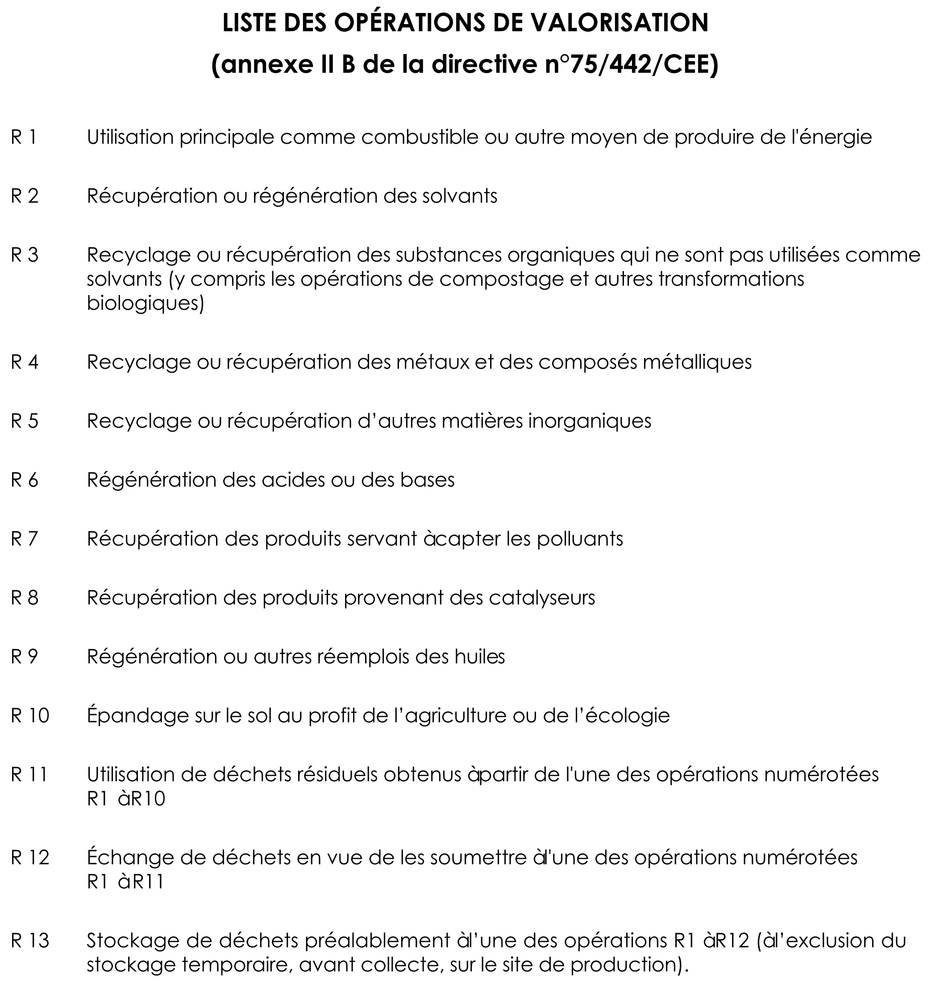 LISTE DES OPÉRATIONS DE VALORISATION
(annexe II B de la directive n°75/442/CEE)
R 1 Utilisation principale comme combustible ou autre moyen de produire de l'énergie
R 2 Récupération ou régénération des solvants
R 3 Recyclage ou récupération des substances organiques qui ne sont pas utilisées comme
solvants (y compris les opérations de compostage et autres transformations
biologiques)
R 4 Recyclage ou récupération des métaux et des composés métalliques
R 5 Recyclage ou récupération d’autres matières inorganiques
R 6 Régénération des acides ou des bases
R 7 Récupération des produits servant à capter les polluants
R 8 Récupération des produits provenant des catalyseurs
R 9 Régénération ou autres réemplois des huiles
R 10 Épandage sur le sol au profit de l’agriculture ou de l’écologie
R 11 Utilisation de déchets résiduels obtenus à partir de l'une des opérations numérotées
R1 à R10
R 12 Échange de déchets en vue de les soumettre à l'une des opérations numérotées
R1 à R11
R 13 Stockage de déchets préalablement à l’une des opérations R1 à R12 (à l’exclusion du
stockage temporaire, avant collecte, sur le site de production).